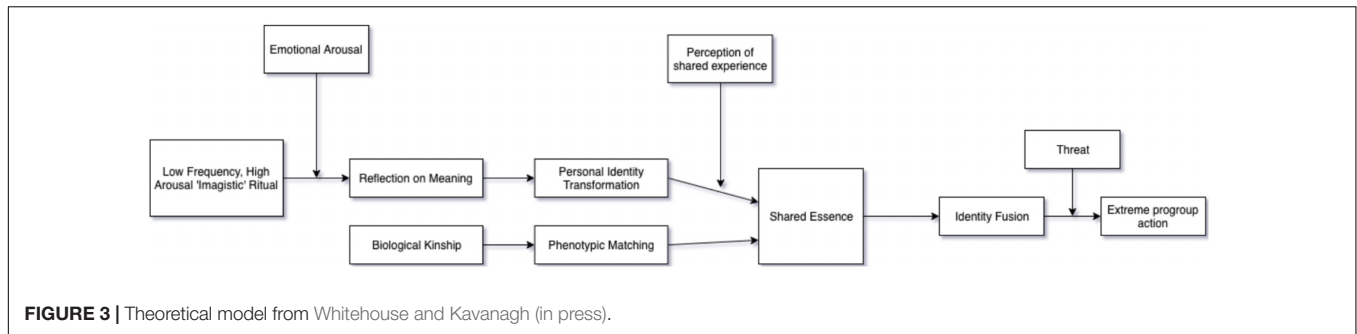 Emotional Arousal
Perception of
shared experience
Low Frequency, High
Arousal 'Imagistic' Ritual
Reflection on Meaning
Personal Identity
Transformation
Threat
Shared Essence
Identity Fusion
Extreme progroup
action
Biological Kinship
Phenotypic Matching
FIGURE 3 | Theoretical model from Whitehouse and Kavanagh (in press).